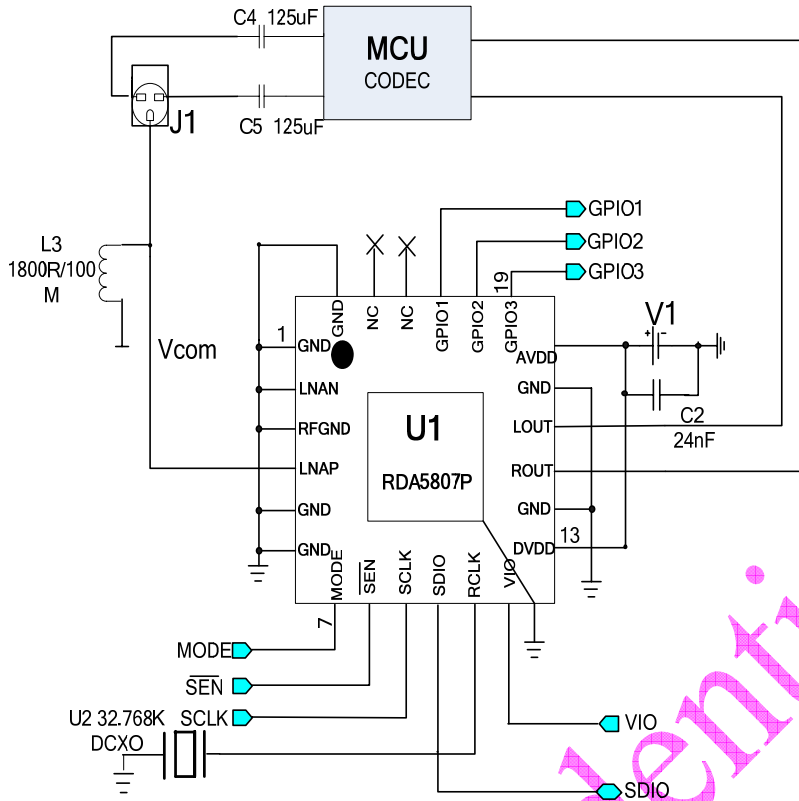 C4 125uF
MCU
CODEC
J1
C5 125uF
GPIO1
GPIO2
GPIO3
L3
1800R/100
M
Vcom
19
GND
NC
NC
GPIO1
GPIO2
GPIO3
V1
+ -
1
GND
LNAN
RFGND
LNAP
GND
GND
U1
RDA5807P
AVDD
GND
LOUT
ROUT
GND
DVDD
13
C2
24nF
MODE
SEN
SCLK
SDIO
RCLK
VIO
7
MODE
SEN
U2 32.768K
DCXO
SCLK
VIO
SDIO